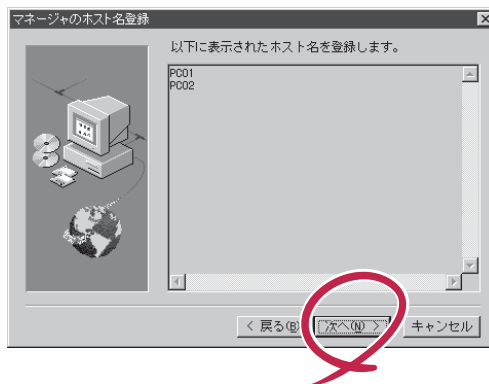 マネージャのホスト名登録
以下に表示されたホスト名を登録します。
PC01
PC02
< 戻る(B) 次へ(N) > キャンセル